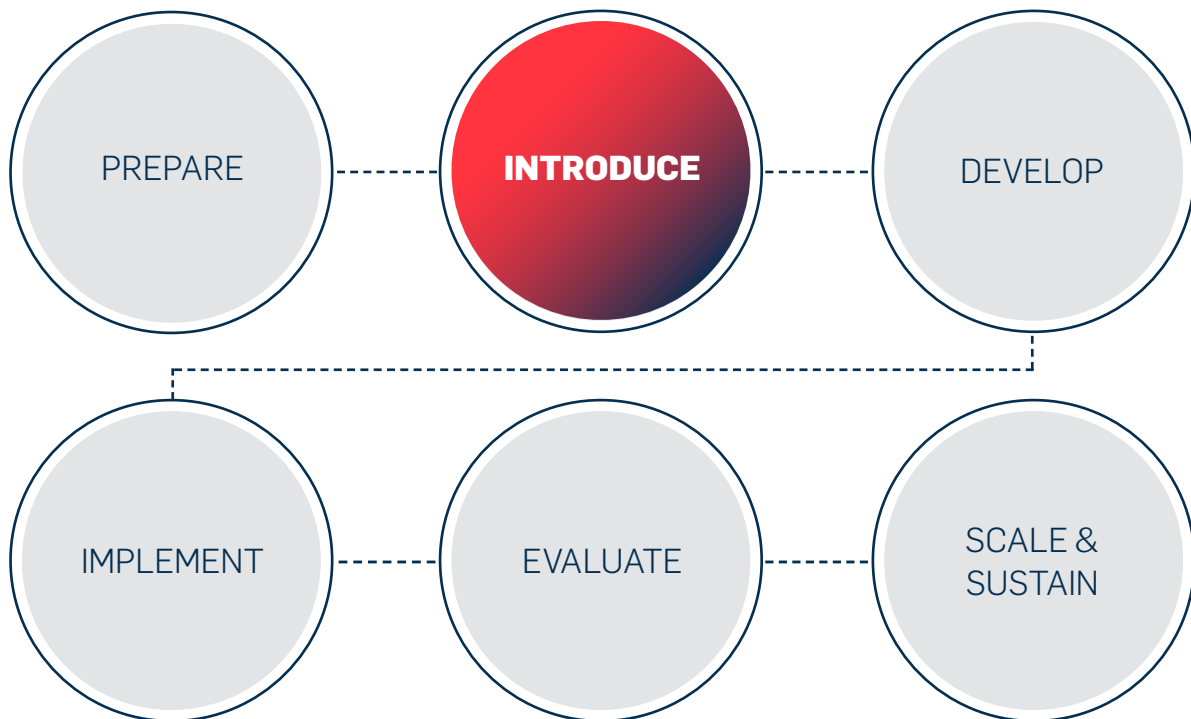 PREPARE
INTRODUCE
DEVELOP
IMPLEMENT
EVALUATE
SCALE &
SUSTAIN